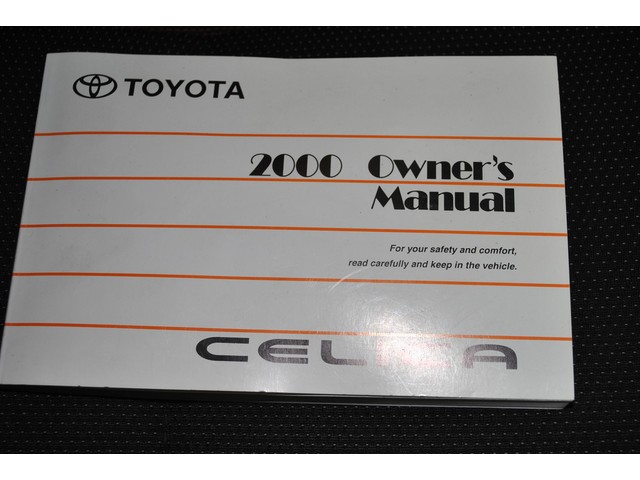 TOYOTA
2000 Owner's
Manual
For your safety and comfort,
read carefully and keep in the vehicle.
CELICA